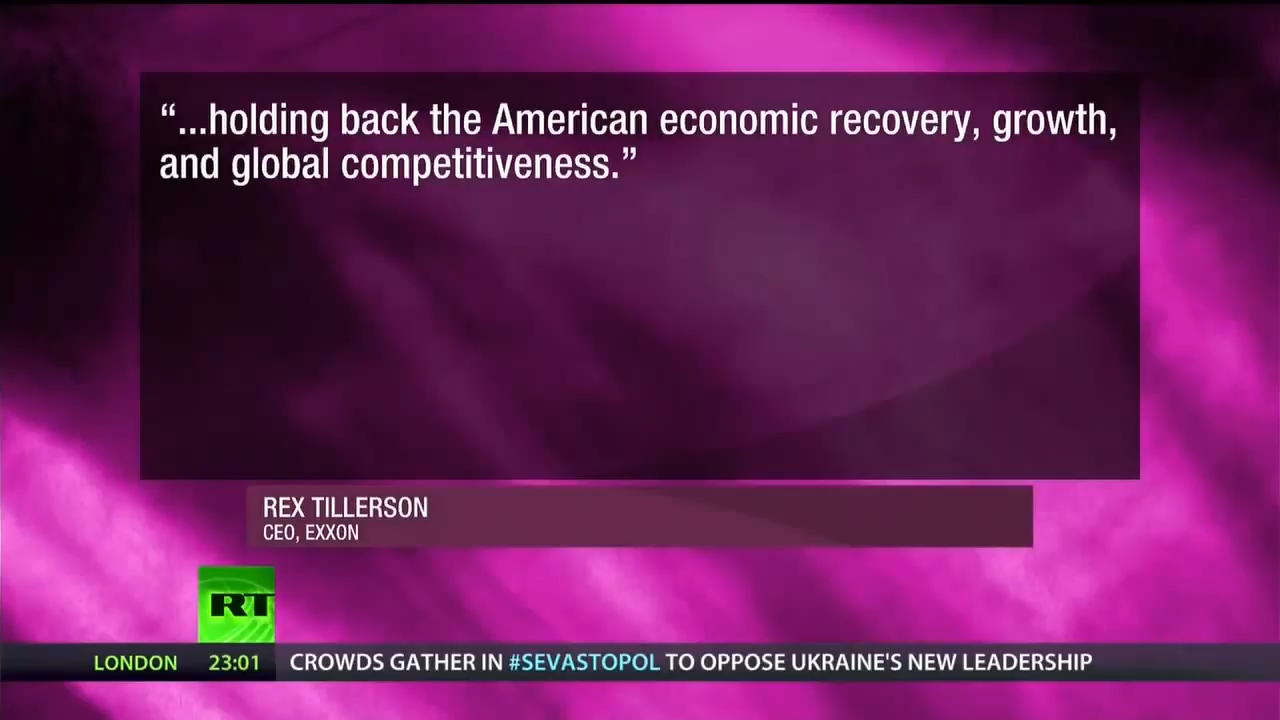 “...holding back the American economic recovery, growth,
and global competitiveness.”
REX TILLERSON
CEO, EXXON
RT
LONDON 23:01 CROWDS GATHER IN #SEVASTOPOL TO OPPOSE UKRAINE'S NEW LEADERSHIP